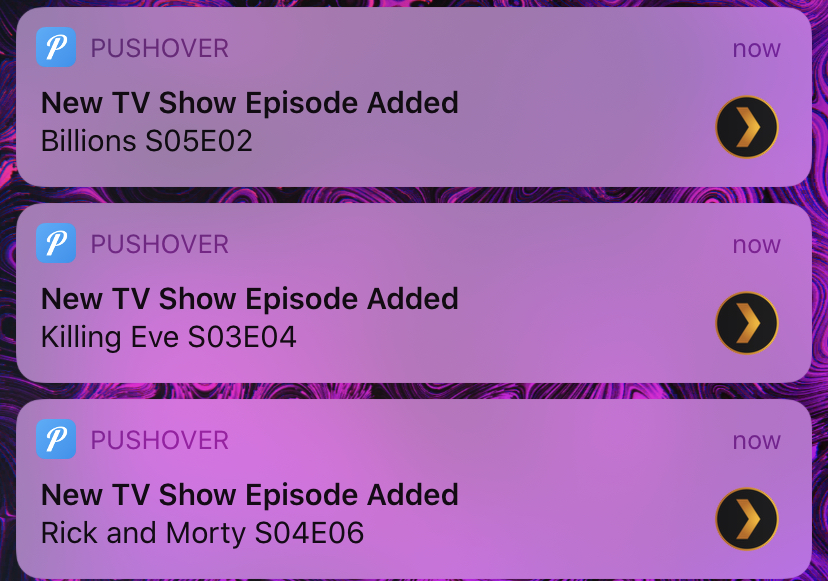 PUSHOVER now
New TV Show Episode Added
Billions S05E02
PUSHOVER now
New TV Show Episode Added
Killing Eve S03E04
PUSHOVER now
New TV Show Episode Added
Rick and Morty S04E06